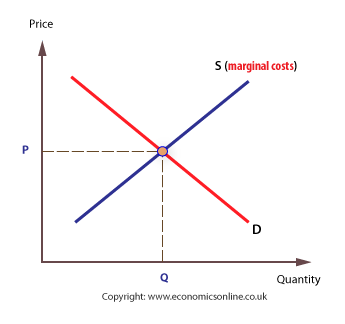 Price
S (marginal costs)
P
D
Q
Quantity
Copyright: www.economicsonline.co.uk